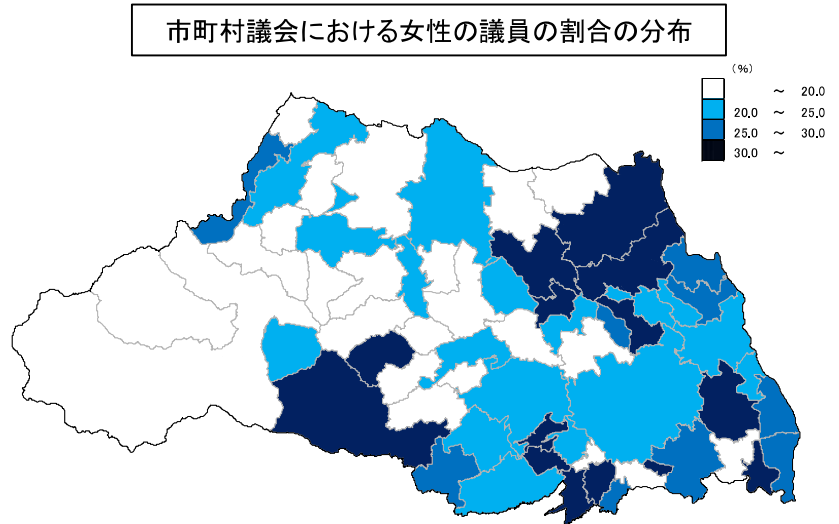 市町村議会における女性の議員の割合の分布
(%)
～ 20.0
20.0 ～ 25.0
25.0 ～ 30.0
30.0 ～